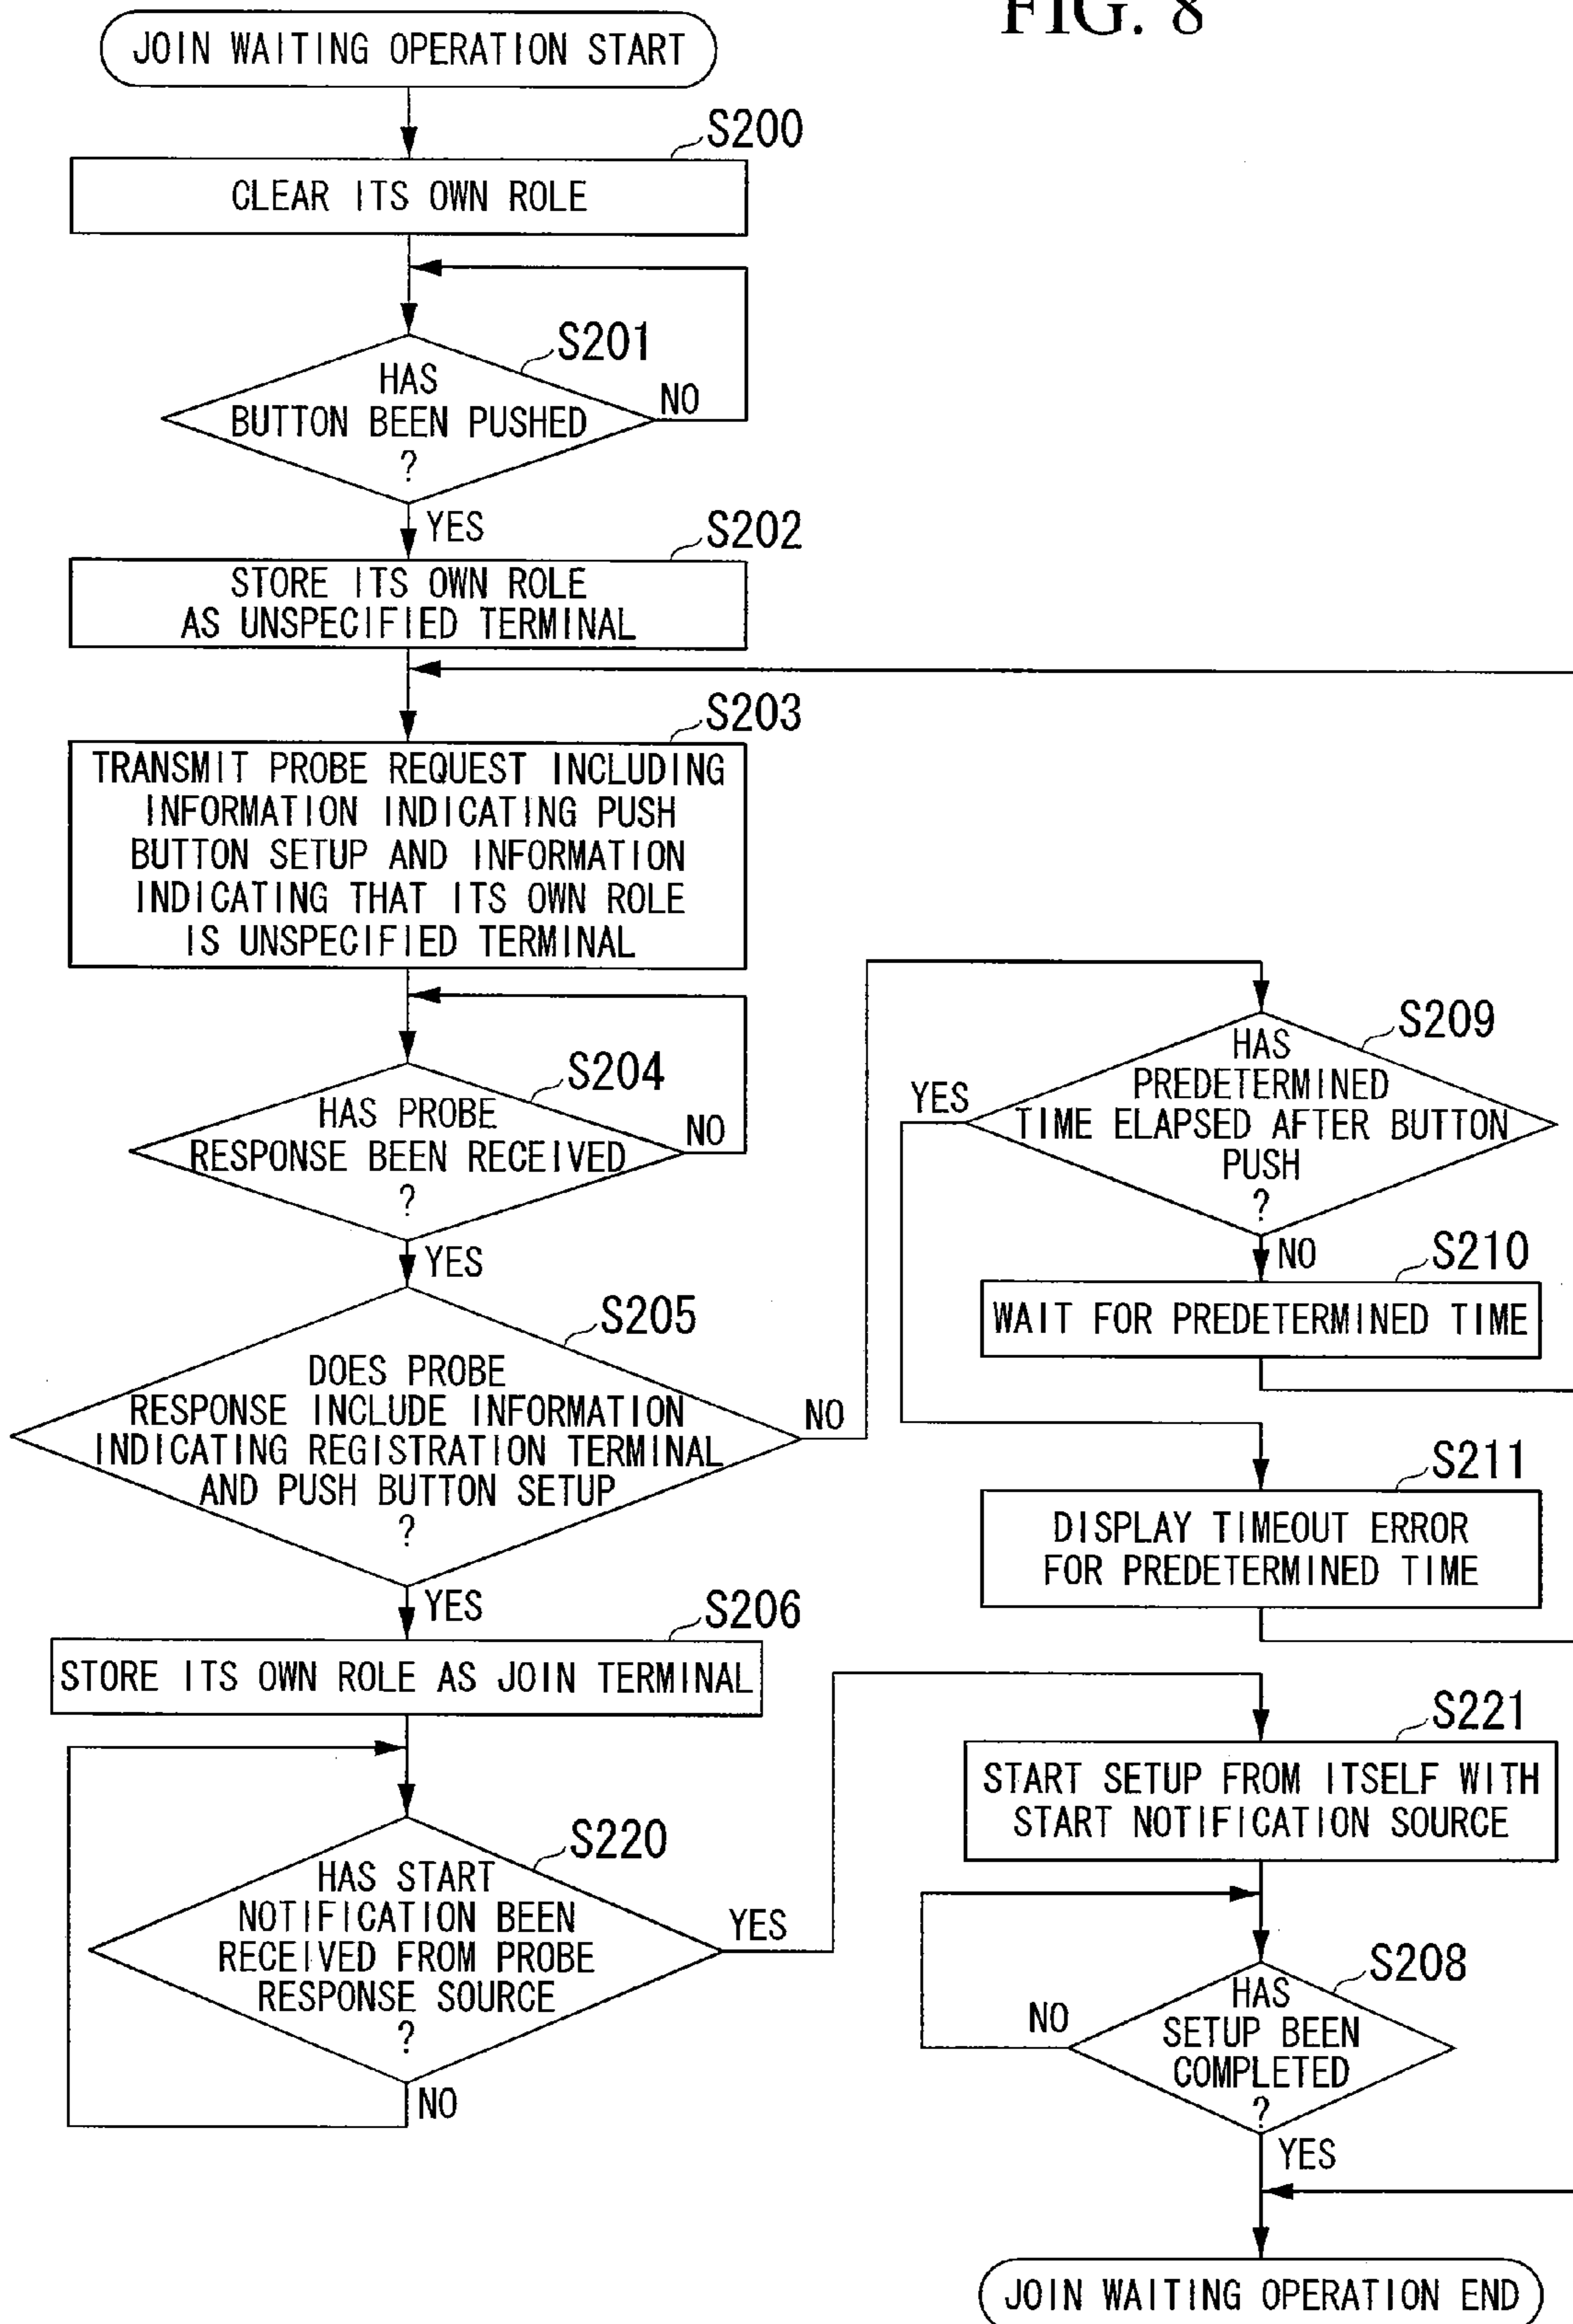 FIG. 8
JOIN WAITING OPERATION START
S200
CLEAR ITS OWN ROLE
S201
HAS
BUTTON BEEN PUSHED
?
NO
YES
S202
STORE ITS OWN ROLE
AS UNSPECIFIED TERMINAL
S203
TRANSMIT PROBE REQUEST INCLUDING
INFORMATION INDICATING PUSH
BUTTON SETUP AND INFORMATION
INDICATING THAT ITS OWN ROLE
IS UNSPECIFIED TERMINAL
S204
HAS PROBE
RESPONSE BEEN RECEIVED
?
NO
YES
S205
DOES PROBE
RESPONSE INCLUDE INFORMATION
INDICATING REGISTRATION TERMINAL
AND PUSH BUTTON SETUP
?
NO
YES
S206
STORE ITS OWN ROLE AS JOIN TERMINAL
S220
HAS START
NOTIFICATION BEEN
RECEIVED FROM PROBE
RESPONSE SOURCE
?
YES
NO
S209
HAS
PREDETERMINED
TIME ELAPSED AFTER BUTTON
PUSH
?
YES
NO
S210
WAIT FOR PREDETERMINED TIME
S211
DISPLAY TIMEOUT ERROR
FOR PREDETERMINED TIME
S221
START SETUP FROM ITSELF WITH
START NOTIFICATION SOURCE
S208
HAS
SETUP BEEN
COMPLETED
?
NO
YES
JOIN WAITING OPERATION END